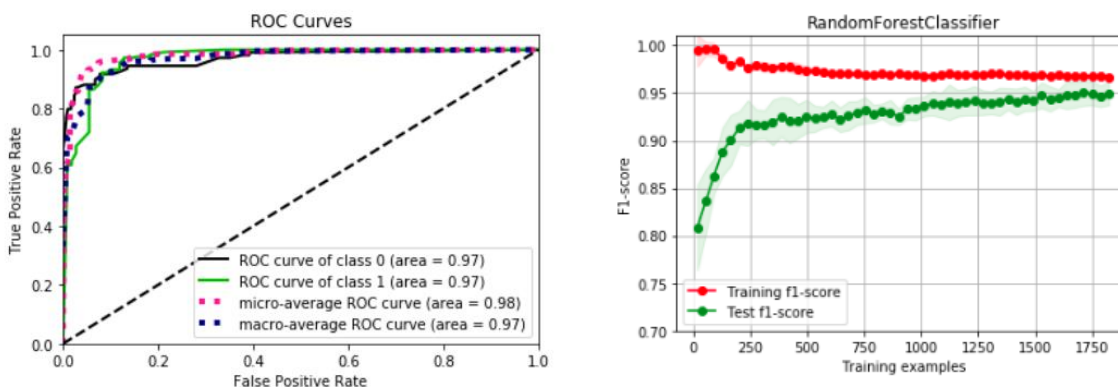 ROC Curves
True Positive Rate
1.0
0.8
0.6
0.4
0.2
0.0
ROC curve of class 0 (area = 0.97)
ROC curve of class 1 (area = 0.97)
micro-average ROC curve (area = 0.98)
macro-average ROC curve (area = 0.97)
0.0 0.2 0.4 0.6 0.8 1.0
False Positive Rate
RandomForestClassifier
F1-score
1.00
0.95
0.90
0.85
0.80
0.75
0.70
Training f1-score
Test f1-score
0 250 500 750 1000 1250 1500 1750
Training examples